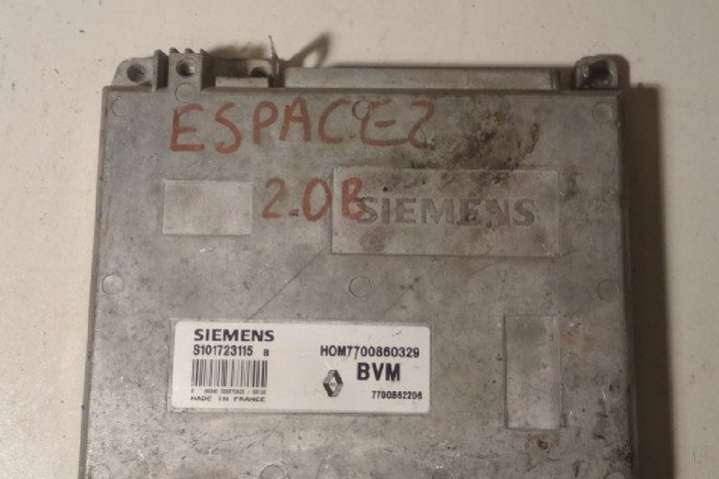 ESPACE2
2.0B
SIEMENS
SIEMENS
S101723115 B
HOM7700860329
BVM
7700862206
MADE IN FRANCE